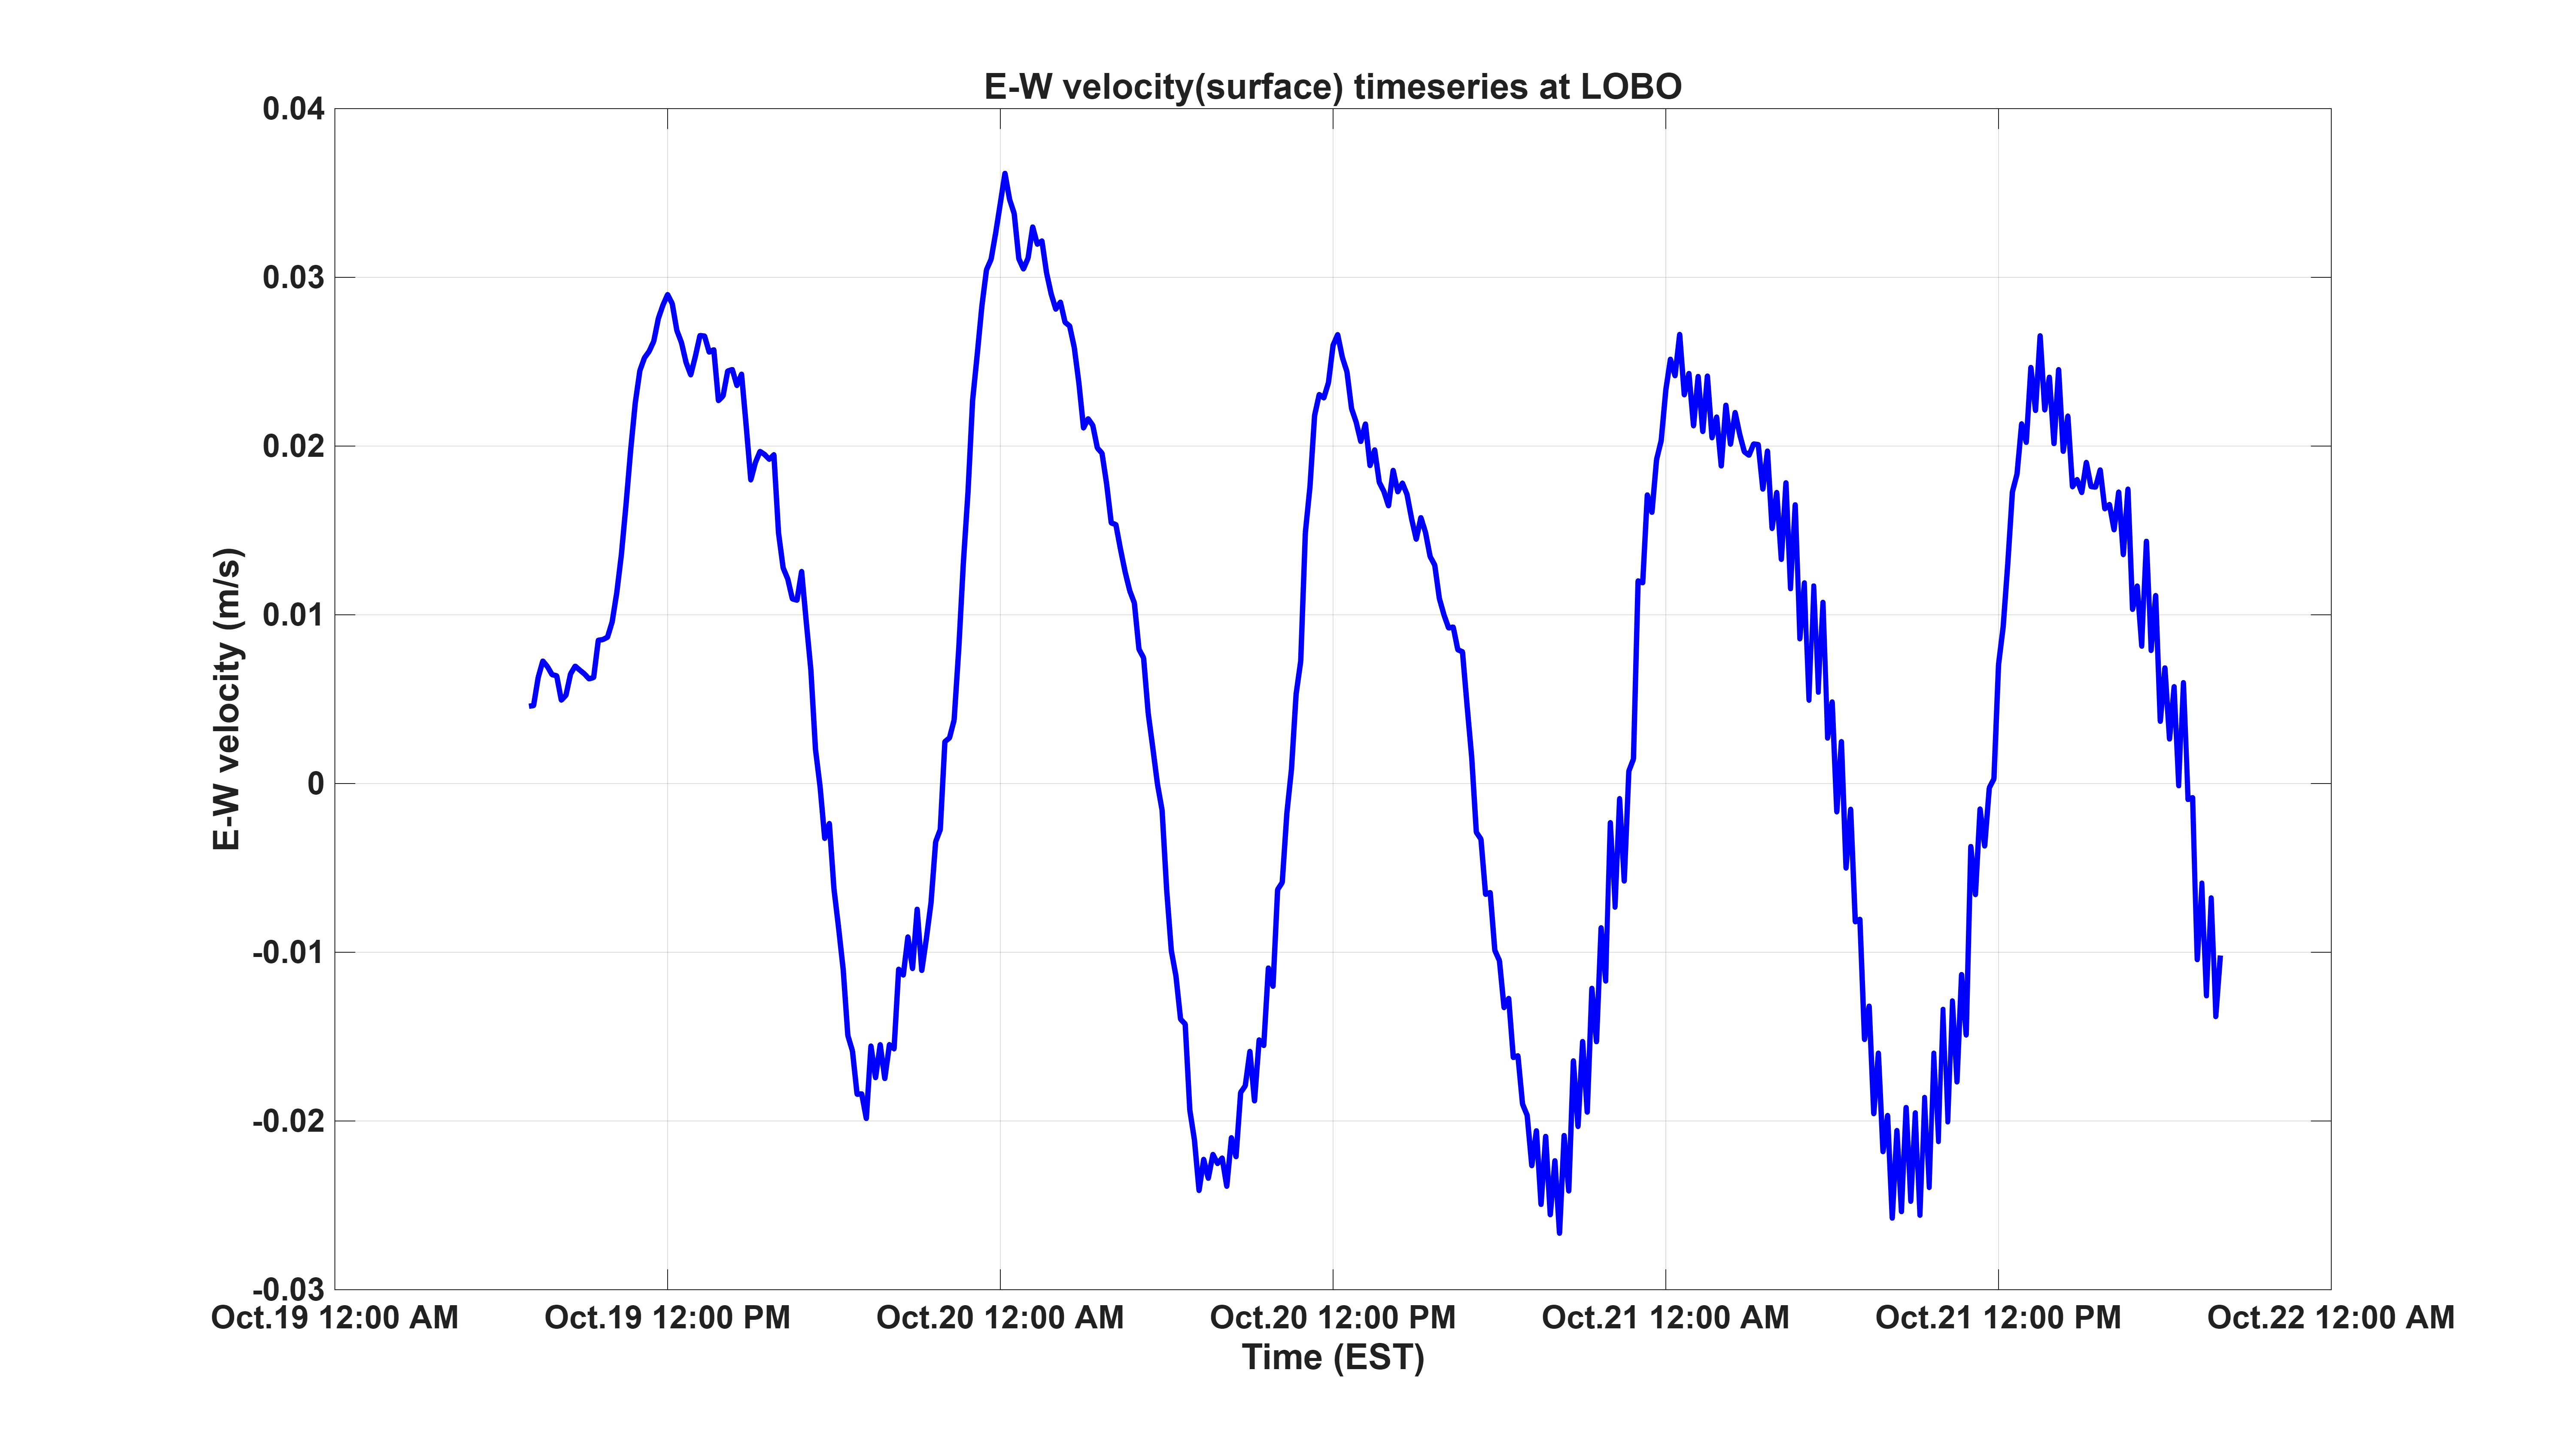 E-W velocity(surface) timeseries at LOBO
0.04
0.03
0.02
0.01
0
-0.01
-0.02
-0.03
E-W velocity (m/s)
Oct.19 12:00 AM Oct.19 12:00 PM Oct.20 12:00 AM Oct.20 12:00 PM Oct.21 12:00 AM Oct.21 12:00 PM Oct.22 12:00 AM
Time (EST)